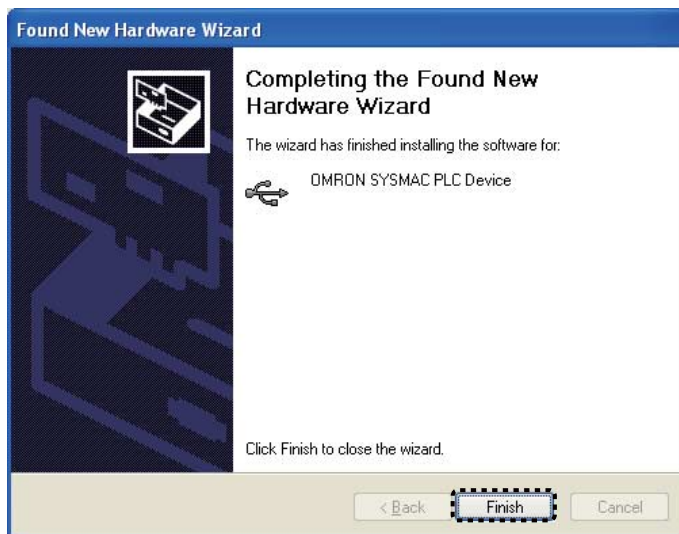 Found New Hardware Wizard
Completing the Found New
Hardware Wizard
The wizard has finished installing the software for:
OMRON SYSMAC PLC Device
Click Finish to close the wizard.
< Back Finish Cancel